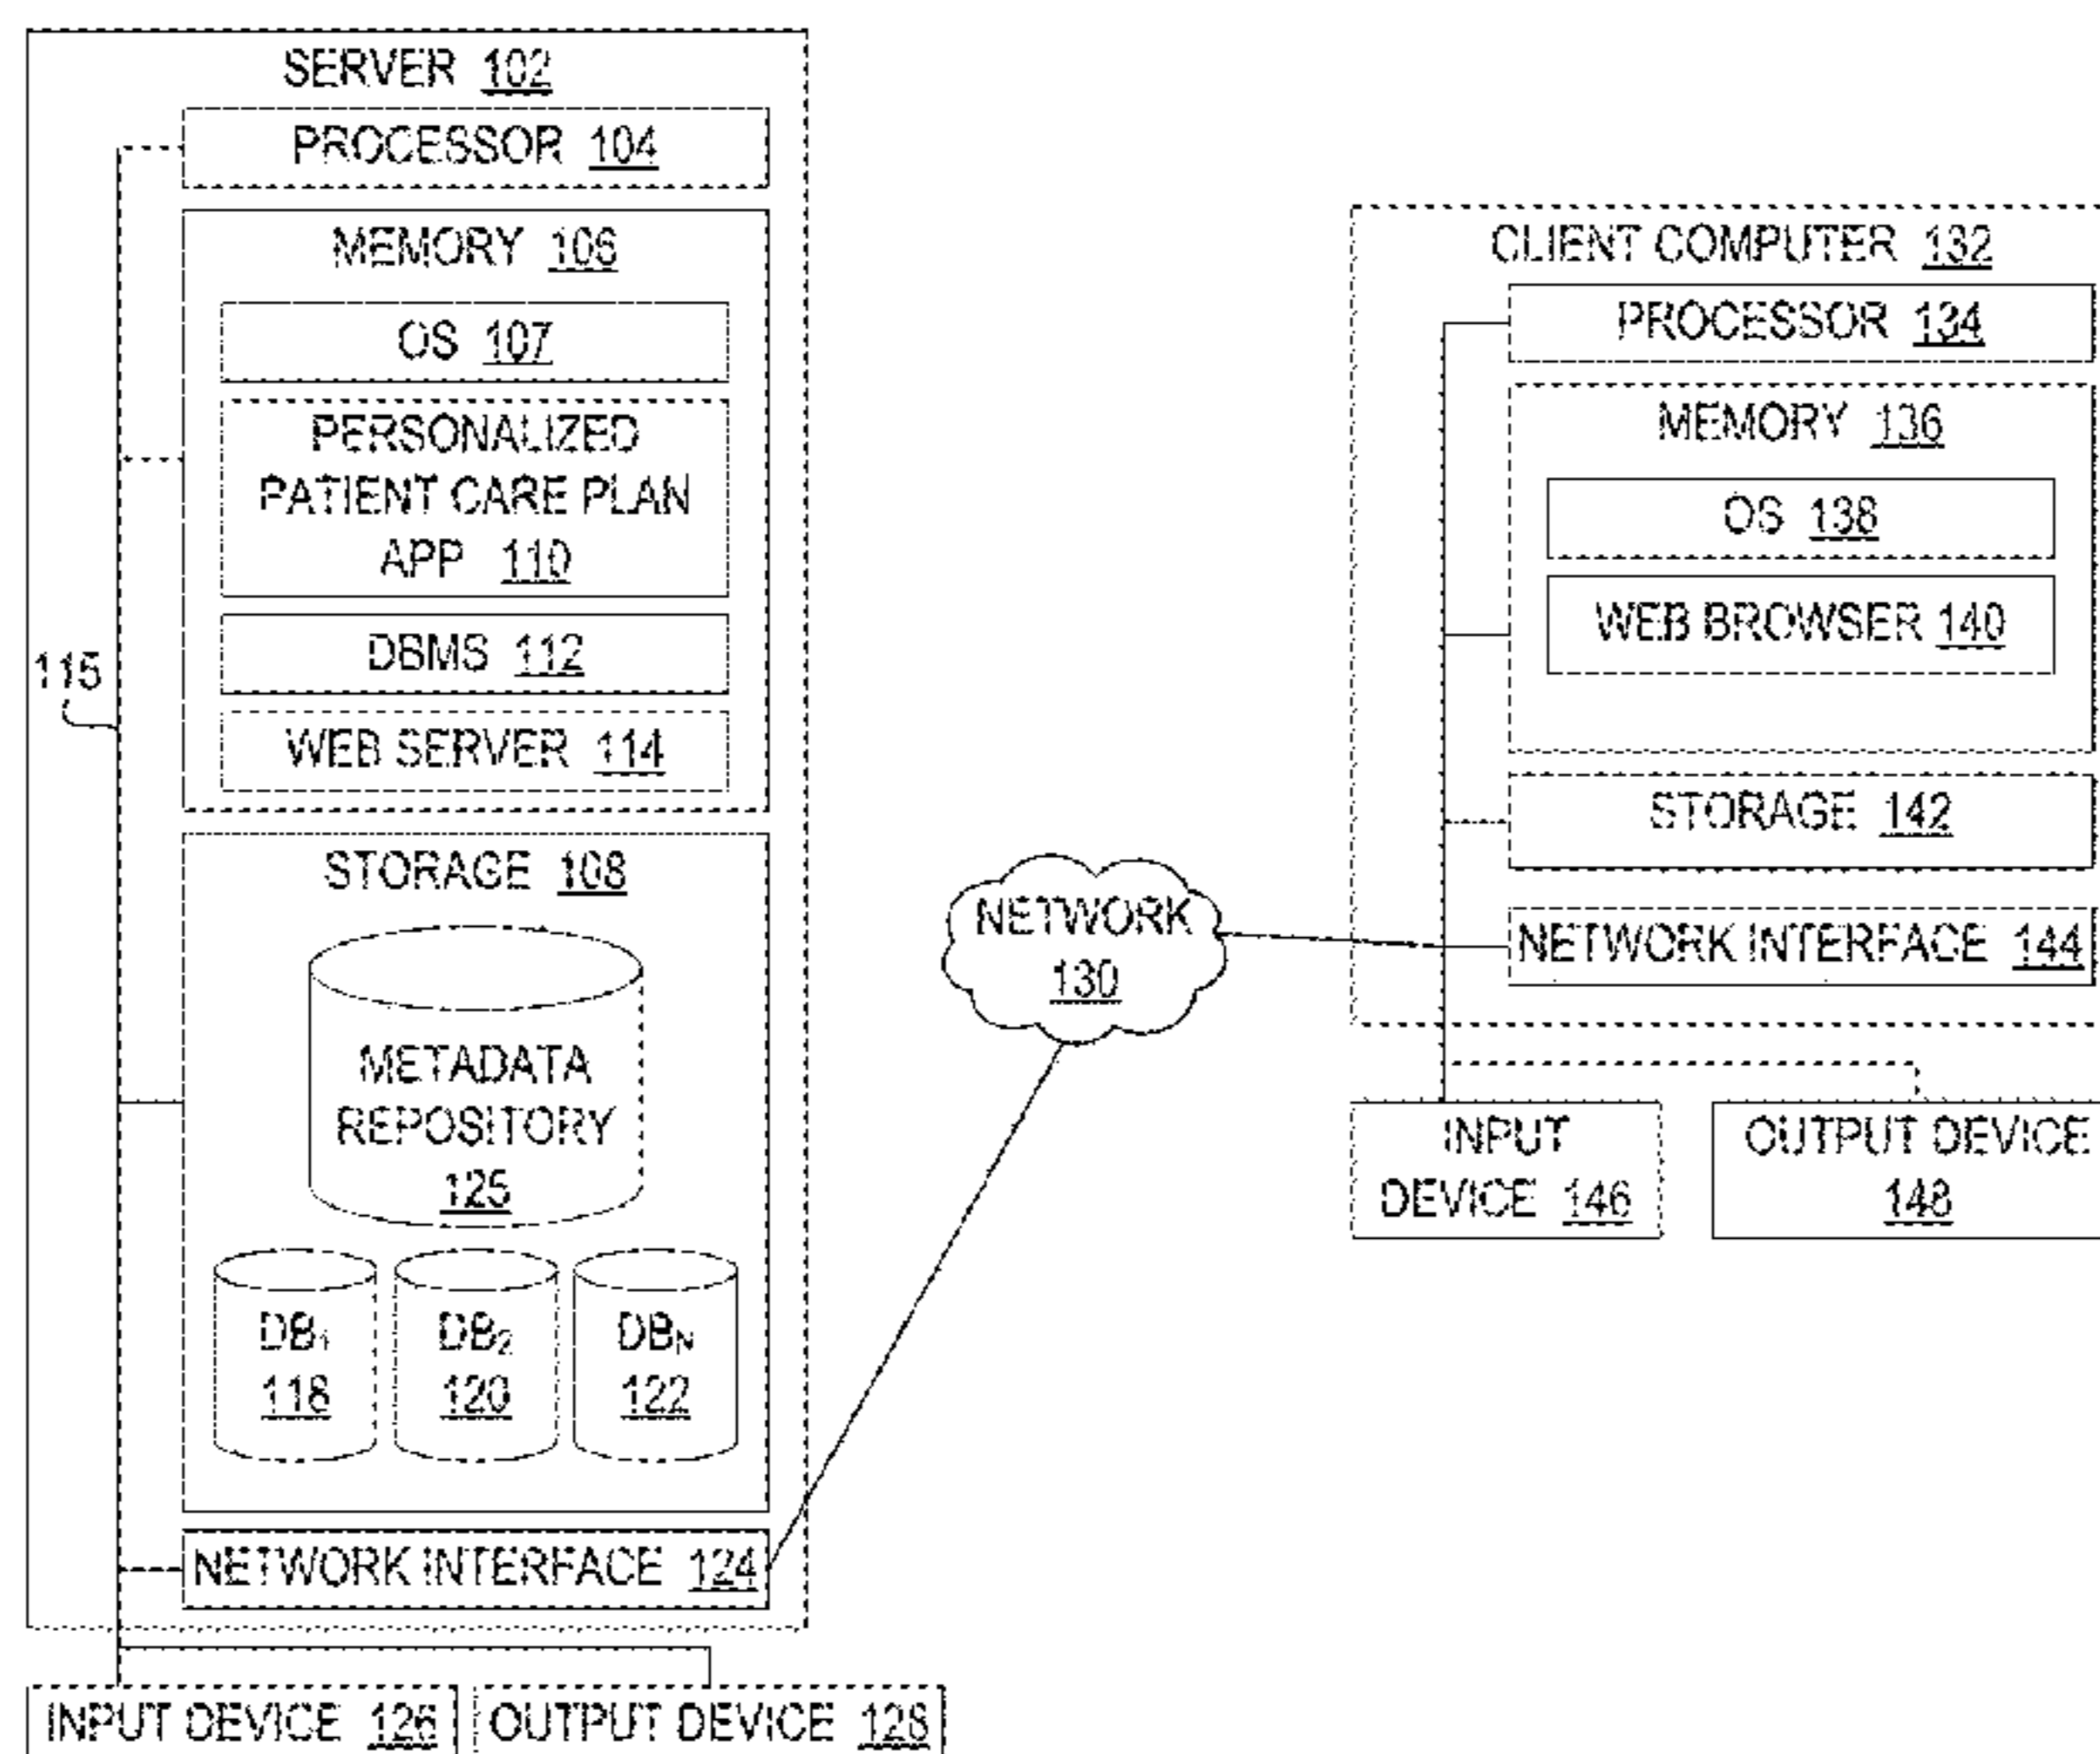 SERVER 102
PROCESSOR 104
MEMORY 106
OS 107
PERSONALIZED
PATIENT CARE PLAN
APP 110
DBMS 112
WEB SERVER 114
115
STORAGE 108
METADATA
REPOSITORY
125
DB₁
118
DB₂
120
DBN
122
NETWORK INTERFACE 124
INPUT DEVICE 126
OUTPUT DEVICE 128
NETWORK
130
CLIENT COMPUTER 132
PROCESSOR 134
MEMORY 136
OS 138
WEB BROWSER 140
STORAGE 142
NETWORK INTERFACE 144
INPUT
DEVICE 146
OUTPUT DEVICE
148